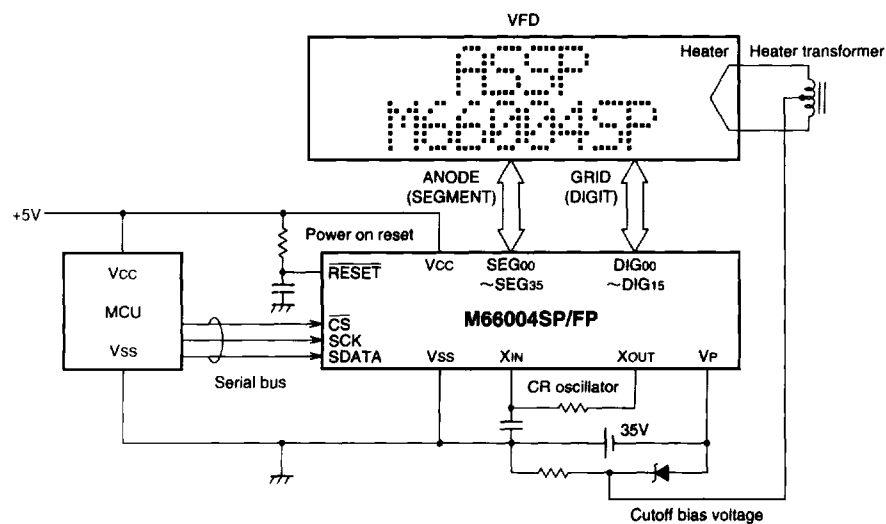 VFD
ASSP
M66004SP
Heater
Heater transformer
ANODE
(SEGMENT)
GRID
(DIGIT)
+5V
Power on reset
VCC
MCU
VSS
RESET
VCC
SEG00
~SEG35
DIG00
~DIG15
M66004SP/FP
CS
SCK
SDATA
VSS
XIN
XOUT
VP
Serial bus
CR oscillator
35V
Cutoff bias voltage